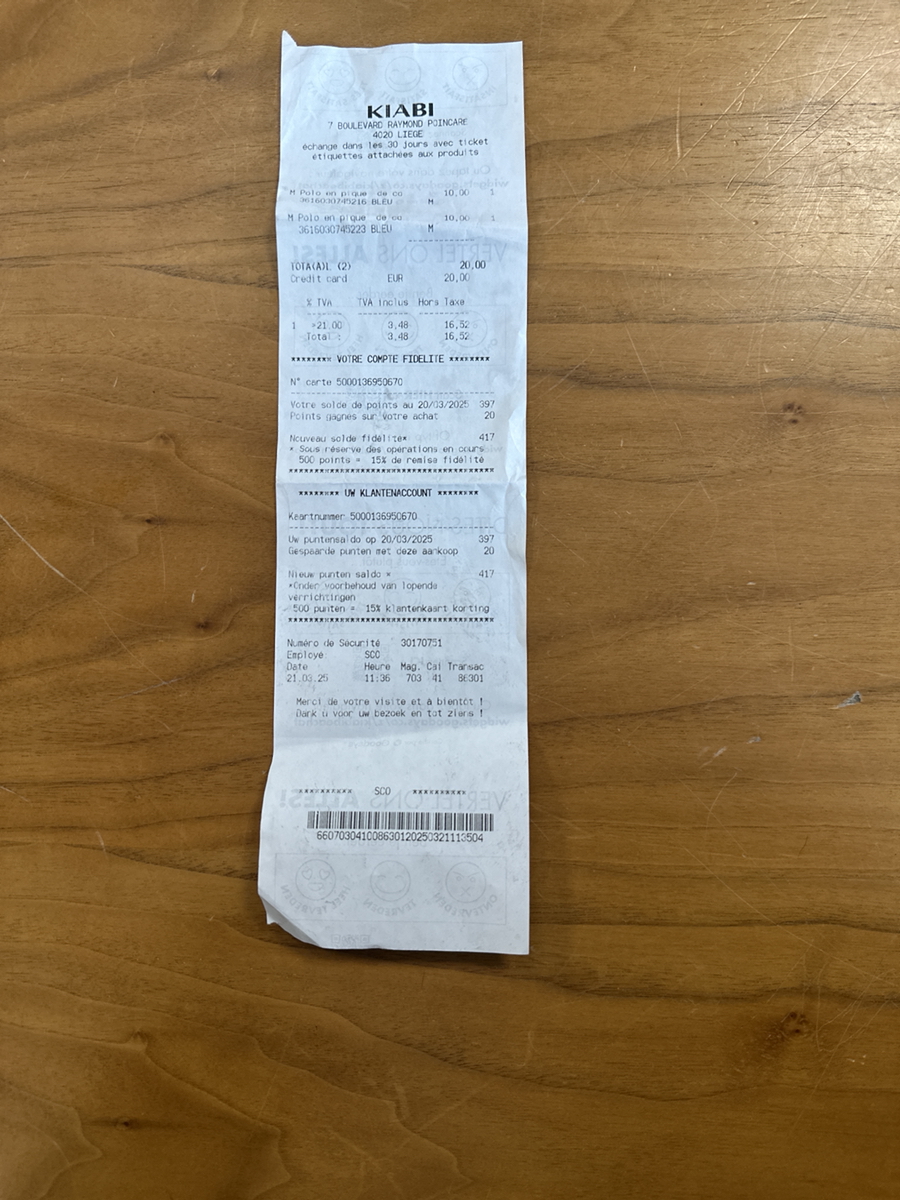 KIABI
7 BOULEVARD RAYMOND POINCARE
4020 LIEGE
échange dans les 30 jours avec ticket
étiquettes attachées aux produits
M Polo en pique de co 10,00 1
3616030745216 BLEU M
M Polo en pique de co 10,00 1
3616030745223 BLEU M
TOTA(A)L (2) 20,00
Credit card EUR 20,00
% TVA TVA inclus Hors Taxe
1 *21.00 3,48 16,52
Total : 3,48 16,52
******** VOTRE COMPTE FIDELITE ********
N° carte 5000136950670
Votre solde de points au 20/03/2025 397
Points gagnes sur votre achat 20
Nouveau solde fidélité* 417
* Sous réserve des operations en cours
500 points = 15% de remise fidélité
******** UW KLANTENACCOUNT ********
Kaartnummer 5000136950670
Uw puntensaldo op 20/03/2025 397
Gespaarde punten met deze aankoop 20
Nieuw punten saldo * 417
*Onder voorbehoud van lopende
verrichtingen
500 punten = 15% klantenkaart korting
Numéro de Sécurité 30170751
Employé SCO
Date Heure Mag. Cai Transac
21.03.25 11:36 703 41 86301
Merci de votre visite et à bientôt !
Dank u voor uw bezoek en tot ziens !
********** SCO **********
660703041008630120250321113504